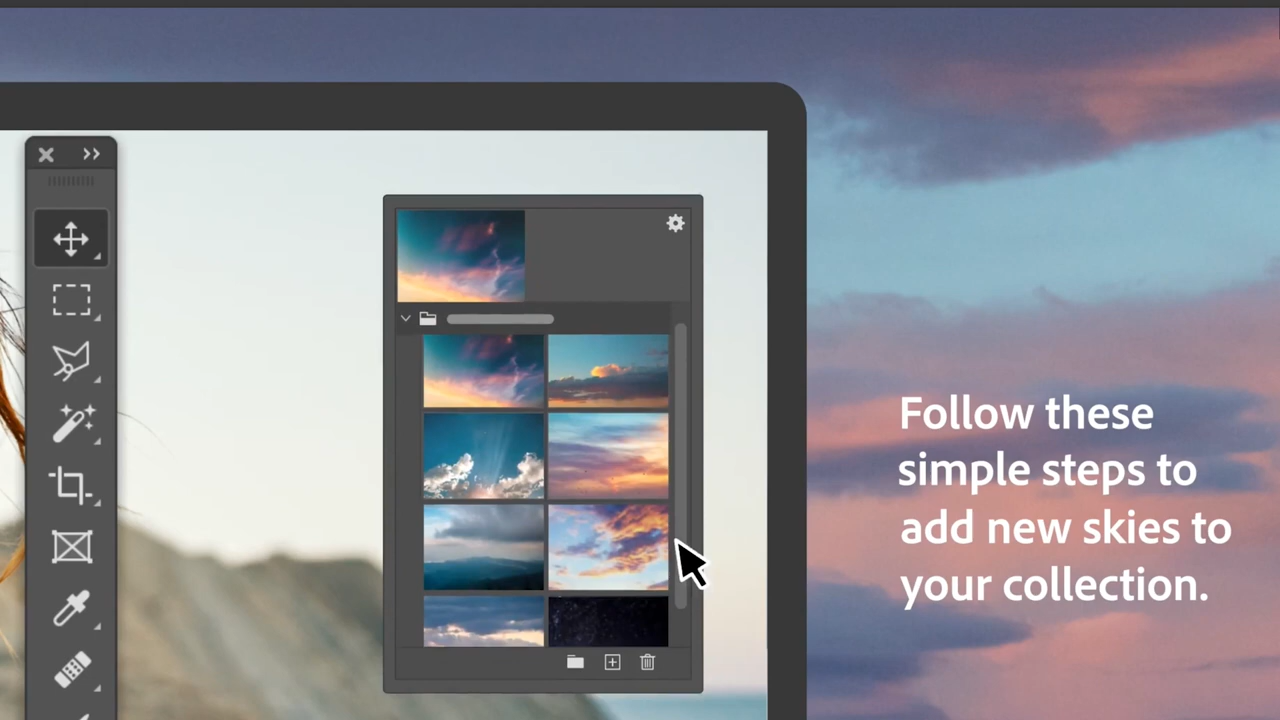 Follow these
simple steps to
add new skies to
your collection.